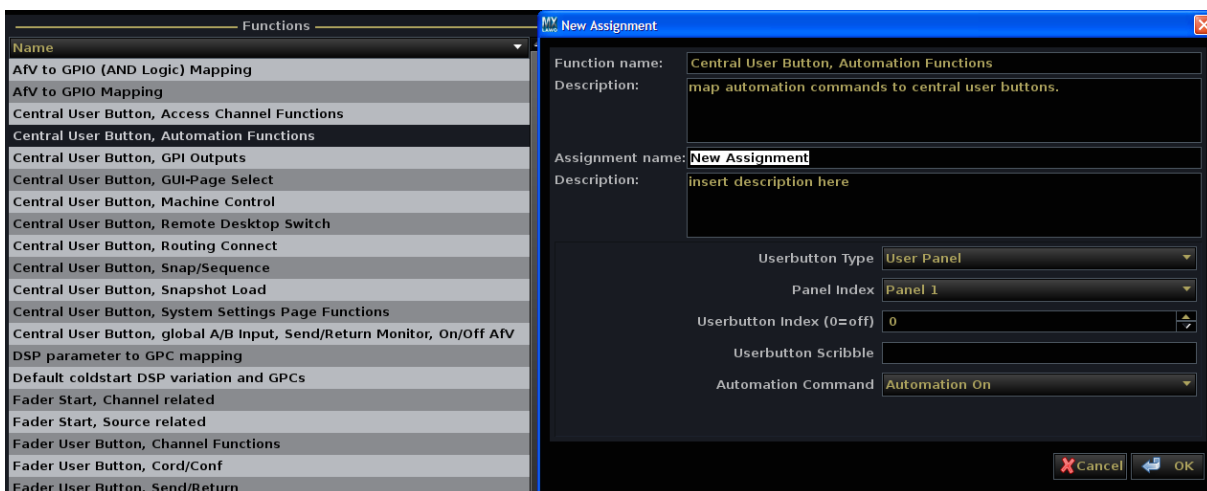 Functions
Name
AfV to GPIO (AND Logic) Mapping
AfV to GPIO Mapping
Central User Button, Access Channel Functions
Central User Button, Automation Functions
Central User Button, GPI Outputs
Central User Button, GUI-Page Select
Central User Button, Machine Control
Central User Button, Remote Desktop Switch
Central User Button, Routing Connect
Central User Button, Snap/Sequence
Central User Button, Snapshot Load
Central User Button, System Settings Page Functions
Central User Button, global A/B Input, Send/Return Monitor, On/Off AfV
DSP parameter to GPC mapping
Default coldstart DSP variation and GPCs
Fader Start, Channel related
Fader Start, Source related
Fader User Button, Channel Functions
Fader User Button, Cord/Conf
Fader User Button, Send/Return
MY LAWO New Assignment
Function name: Central User Button, Automation Functions
Description: map automation commands to central user buttons.
Assignment name: New Assignment
Description: insert description here
Userbutton Type User Panel
Panel Index Panel 1
Userbutton Index (0=off) 0
Userbutton Scribble
Automation Command Automation On
Cancel OK